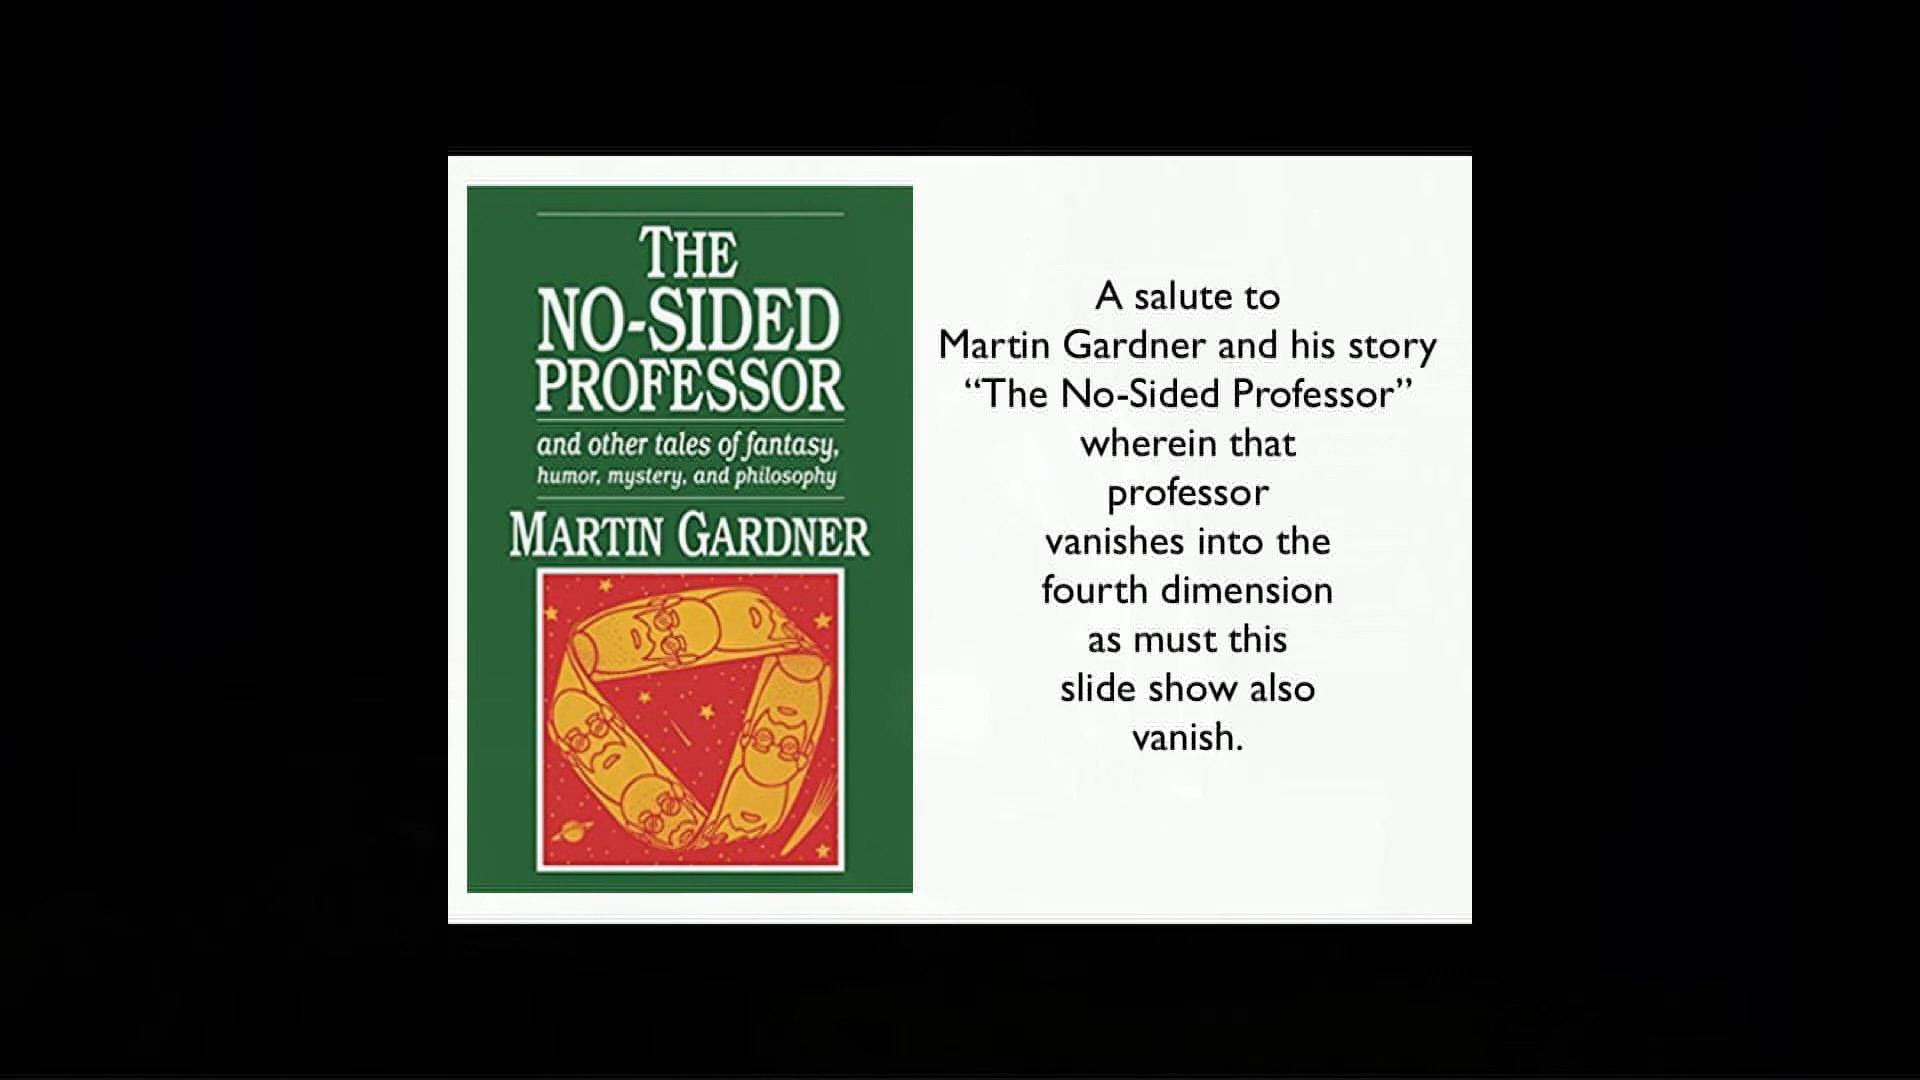 THE
NO-SIDED
PROFESSOR
and other tales of fantasy,
humor, mystery, and philosophy
MARTIN GARDNER
A salute to
Martin Gardner and his story
“The No-Sided Professor”
wherein that
professor
vanishes into the
fourth dimension
as must this
slide show also
vanish.